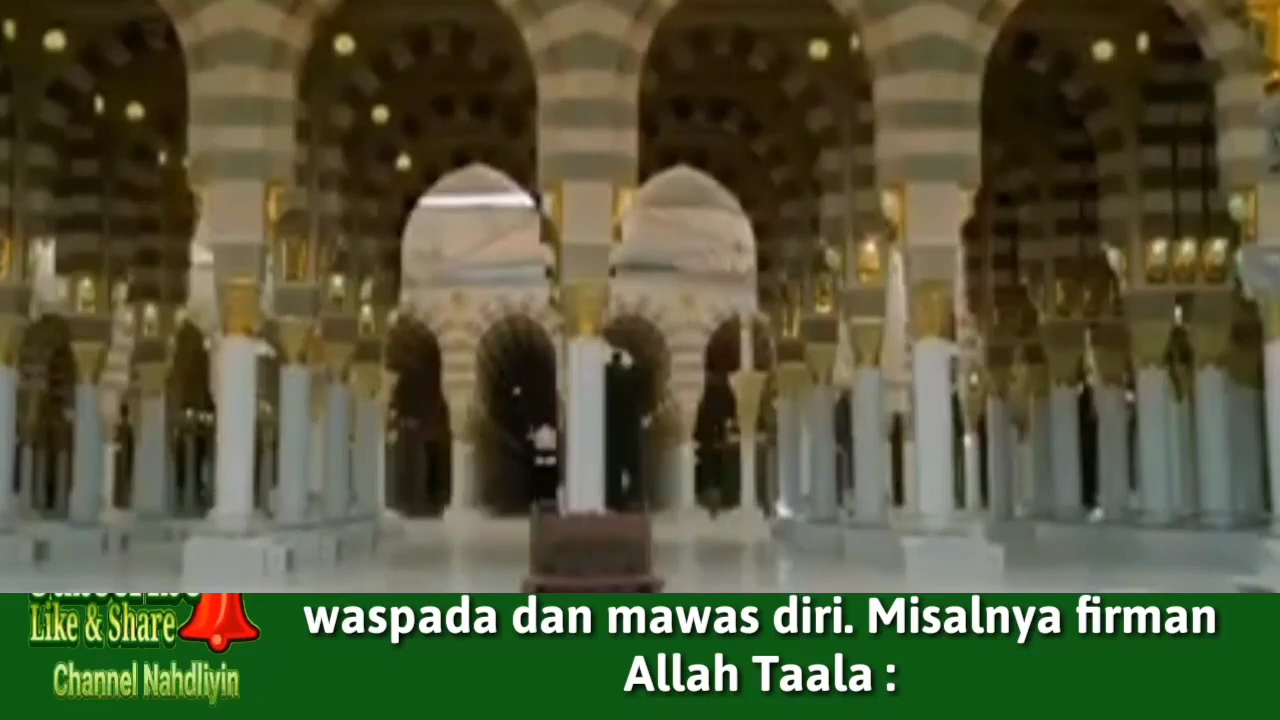 Like & Share
Channel Nahdliyin
waspada dan mawas diri. Misalnya firman
Allah Taala :